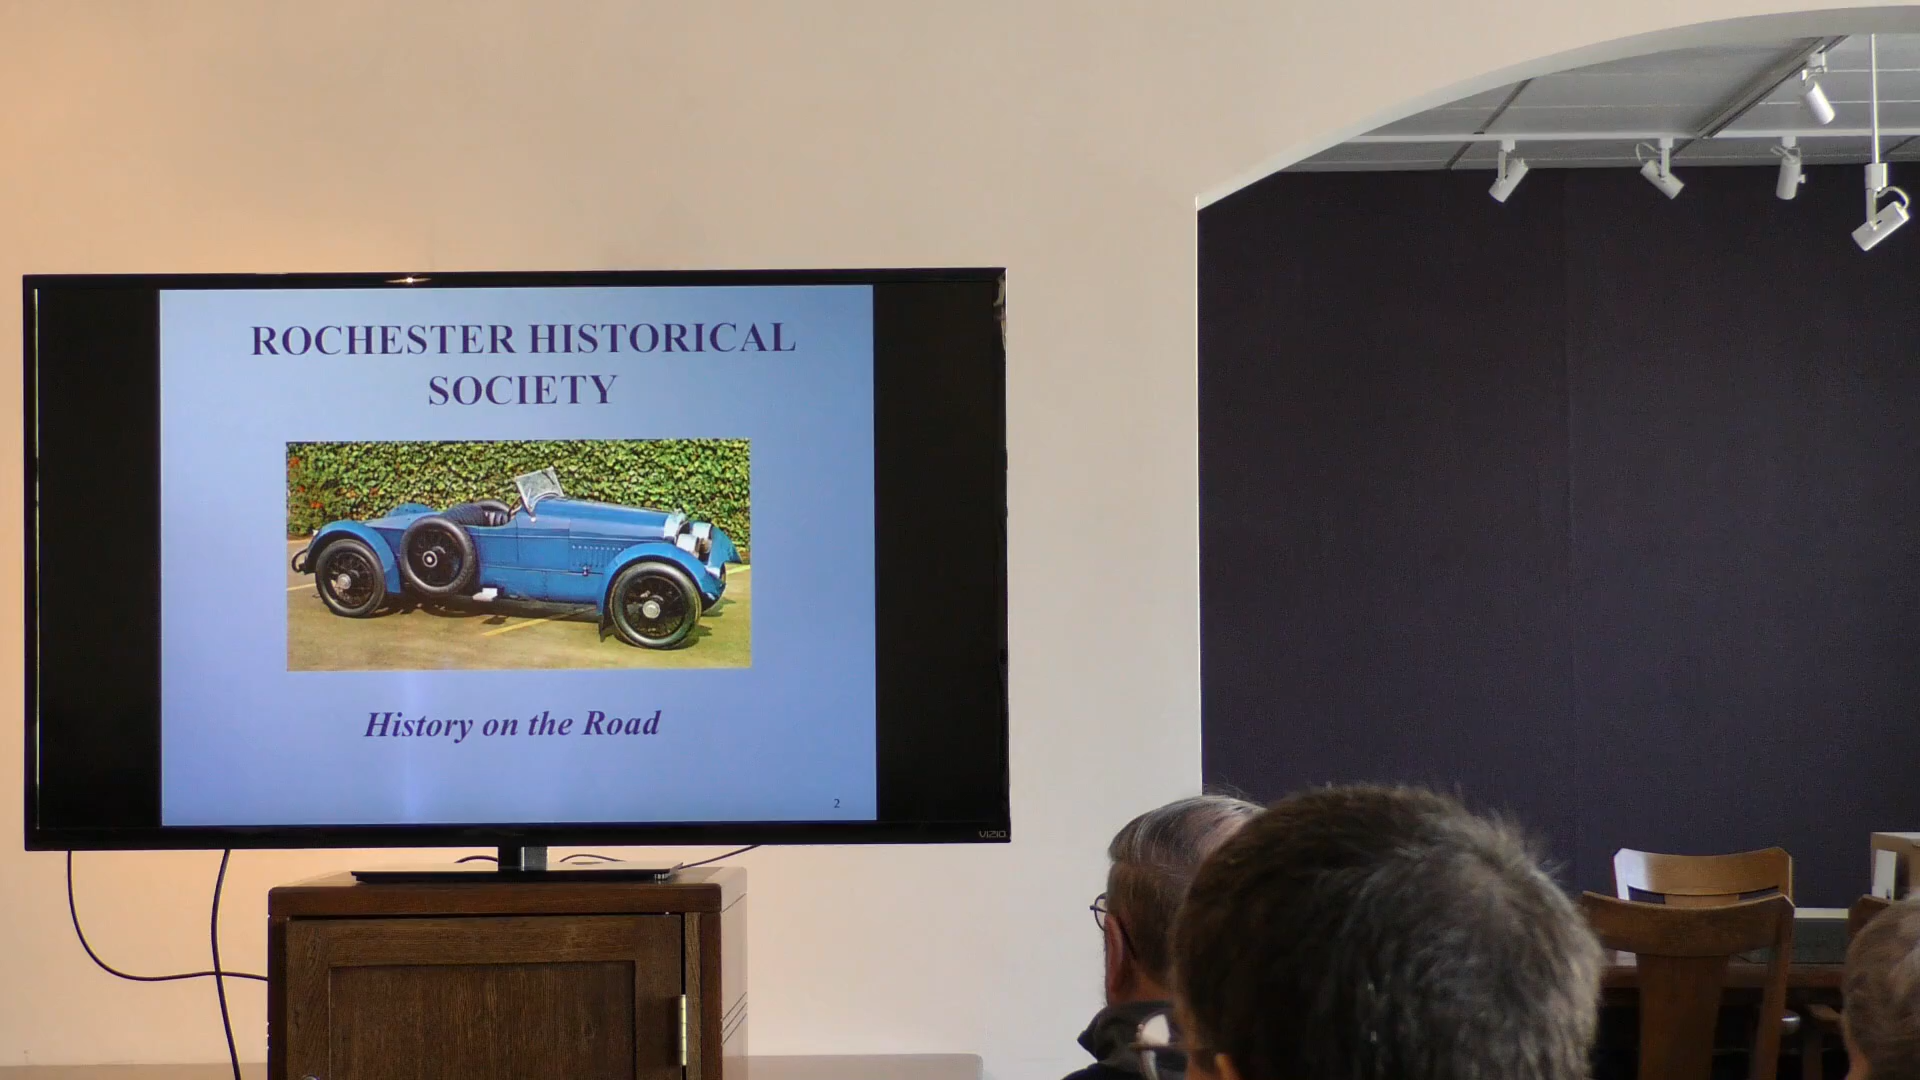 ROCHESTER HISTORICAL
SOCIETY
History on the Road
2
VIZIO